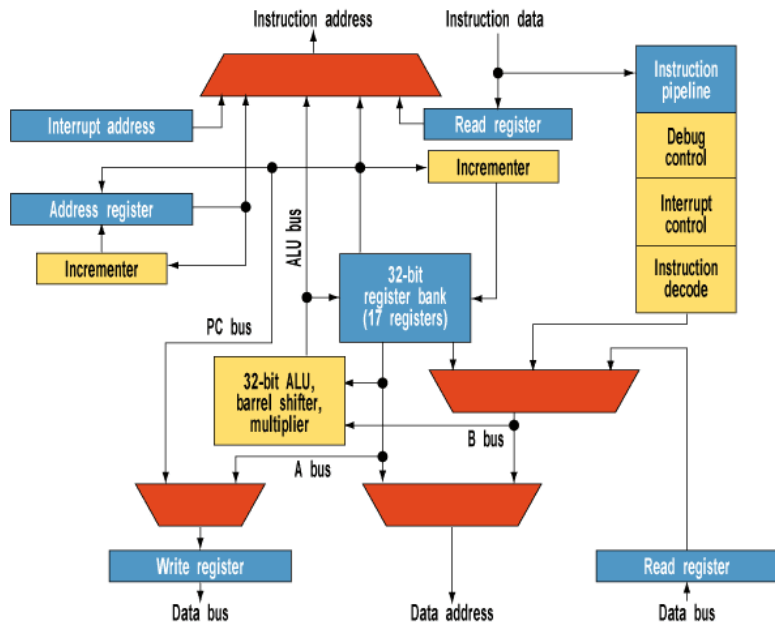 Instruction address
Instruction data
Instruction
pipeline
Interrupt address
Read register
Debug
control
Incrementer
Address register
Interrupt
control
Incrementer
ALU bus
32-bit
register bank
(17 registers)
Instruction
decode
PC bus
32-bit ALU,
barrel shifter,
multiplier
B bus
A bus
Write register
Read register
Data bus
Data address
Data bus